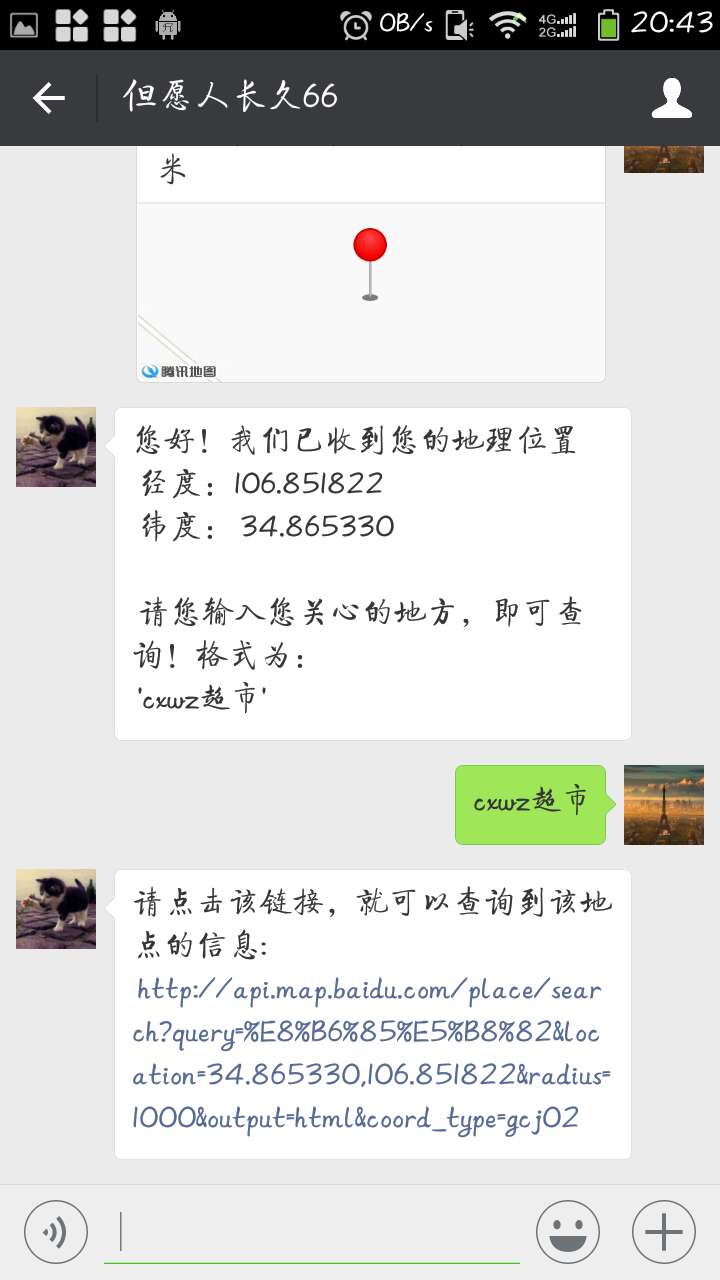 0B/s
4G
2G
20:43
但愿人长久66
米
腾讯地图
您好！我们已收到您的地理位置
经度：106.851822
纬度： 34.865330
请您输入您关心的地方，即可查
询！格式为：
'cxwz超市'
cxwz超市
请点击该链接，就可以查询到该地
点的信息:
http://api.map.baidu.com/place/sear
ch?query=%E8%B6%85%E5%B8%82&loc
ation=34.865330,106.851822&radius=
1000&output=html&coord_type=gcj02